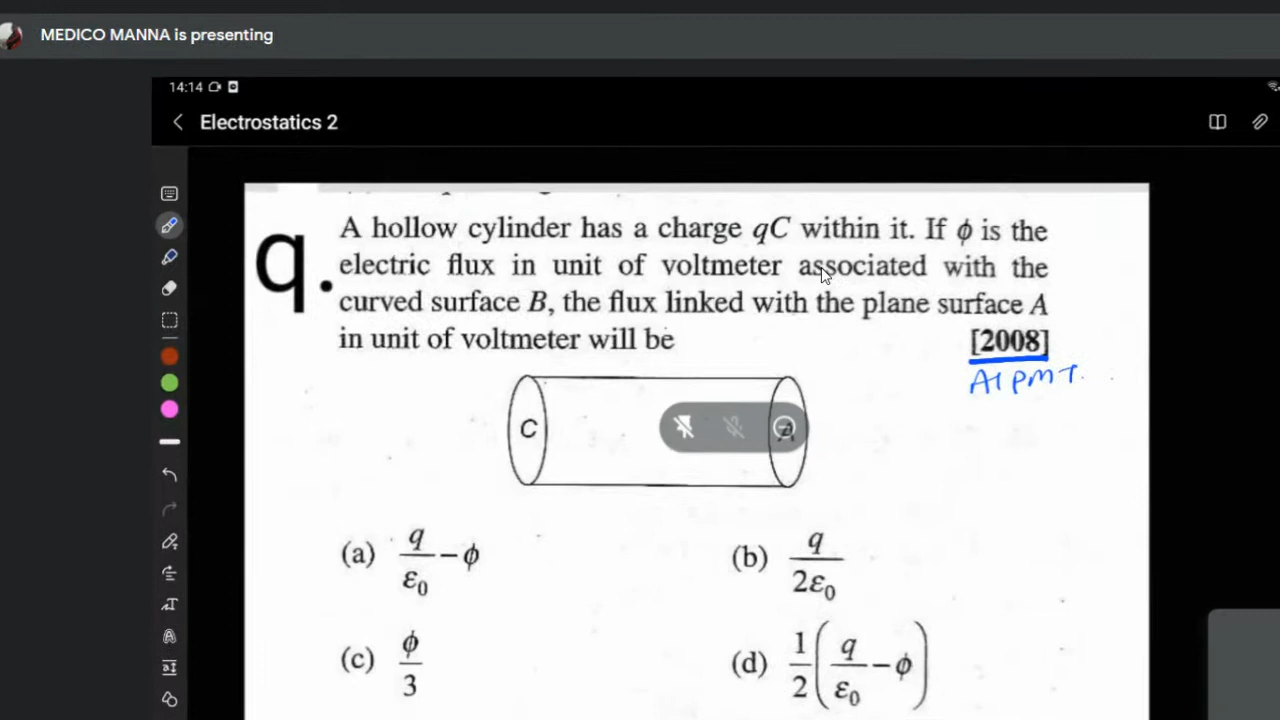 MEDICO MANNA is presenting
14:14
Electrostatics 2
q.
A hollow cylinder has a charge qC within it. If ϕ is the
electric flux in unit of voltmeter associated with the
curved surface B, the flux linked with the plane surface A
in unit of voltmeter will be [2008]
AIPMT.
C A
(a) q/ε₀ − ϕ (b) q/2ε₀
(c) ϕ/3 (d) 1/2 (q/ε₀ − ϕ)